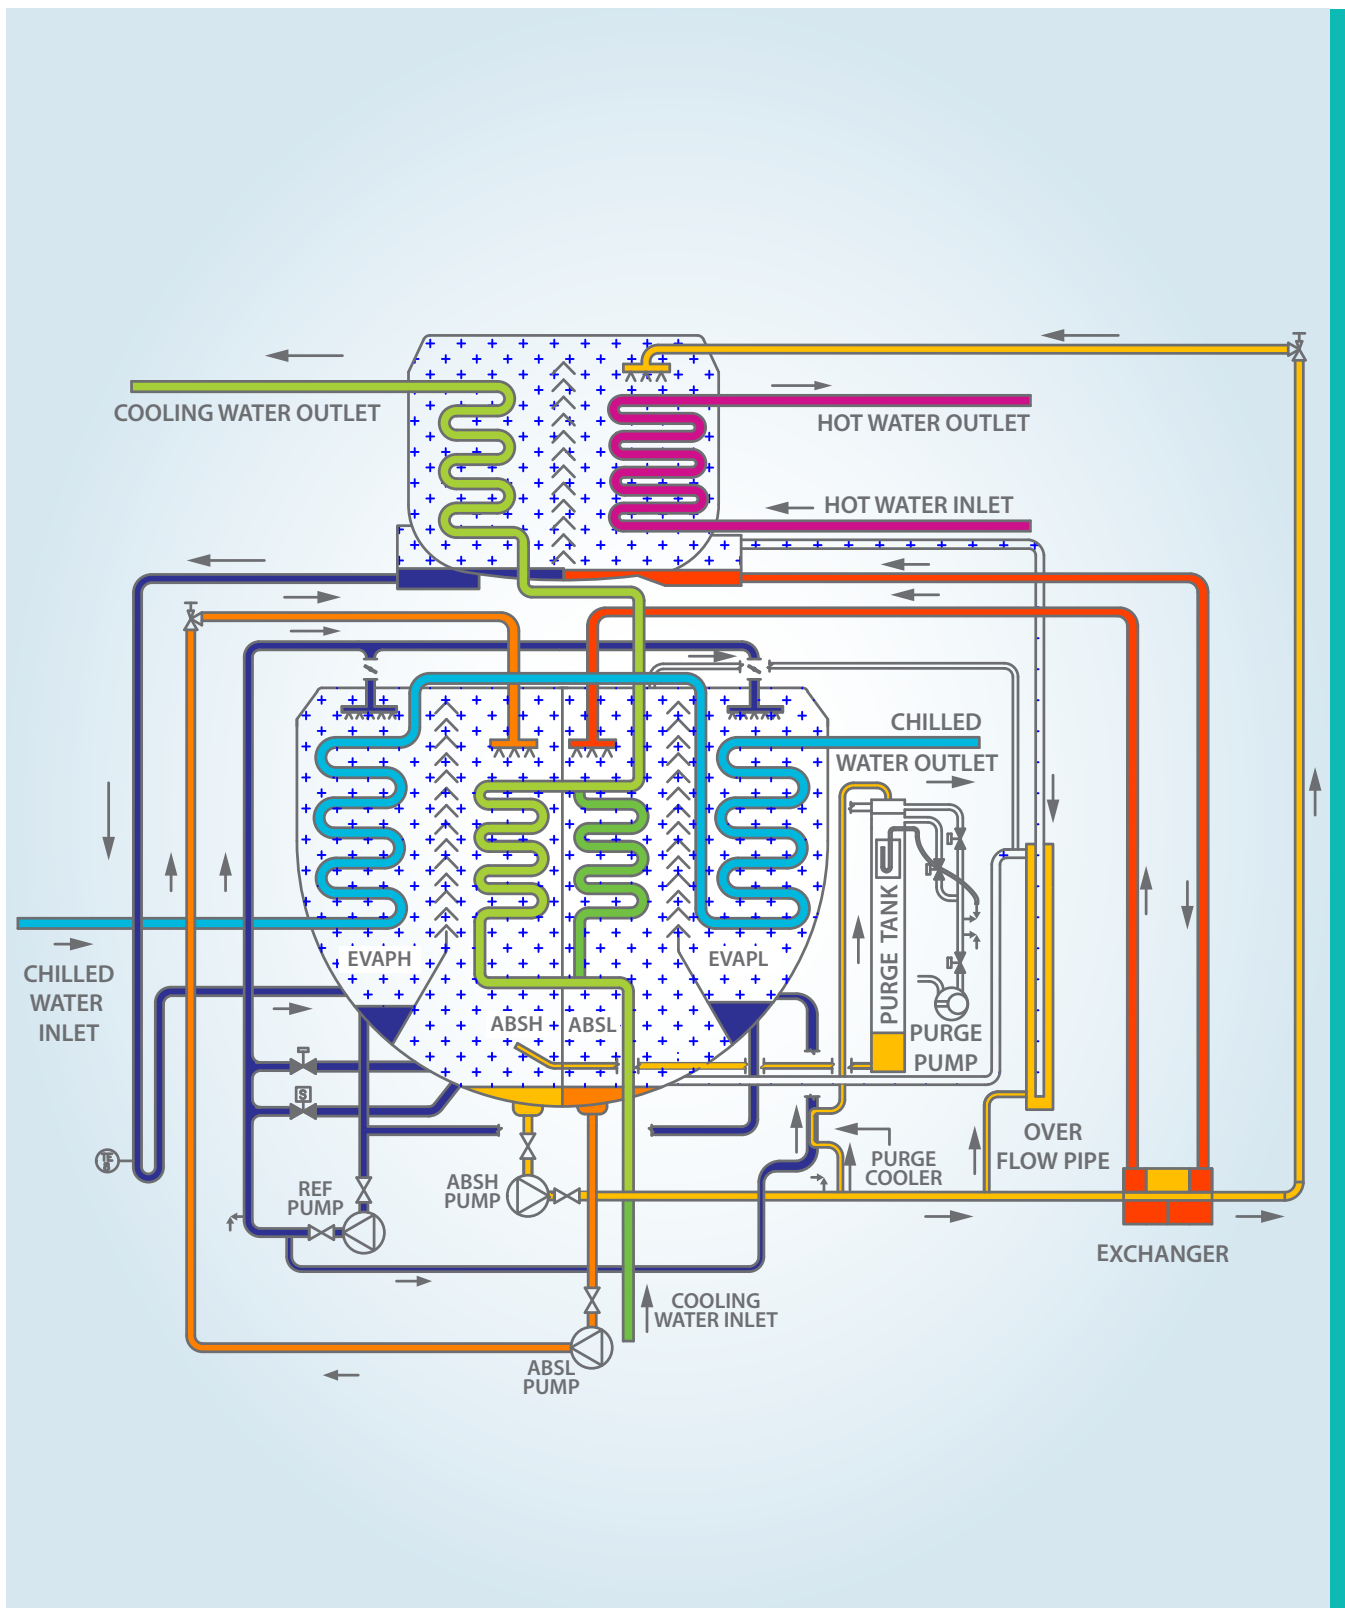 COOLING WATER OUTLET
HOT WATER OUTLET
HOT WATER INLET
CHILLED
WATER OUTLET
CHILLED
WATER
INLET
EVAPH
EVAPL
ABSH
ABSL
PURGE TANK
PURGE
PUMP
S
OVER
FLOW PIPE
PURGE
COOLER
REF
PUMP
ABSH
PUMP
EXCHANGER
COOLING
WATER INLET
ABSL
PUMP